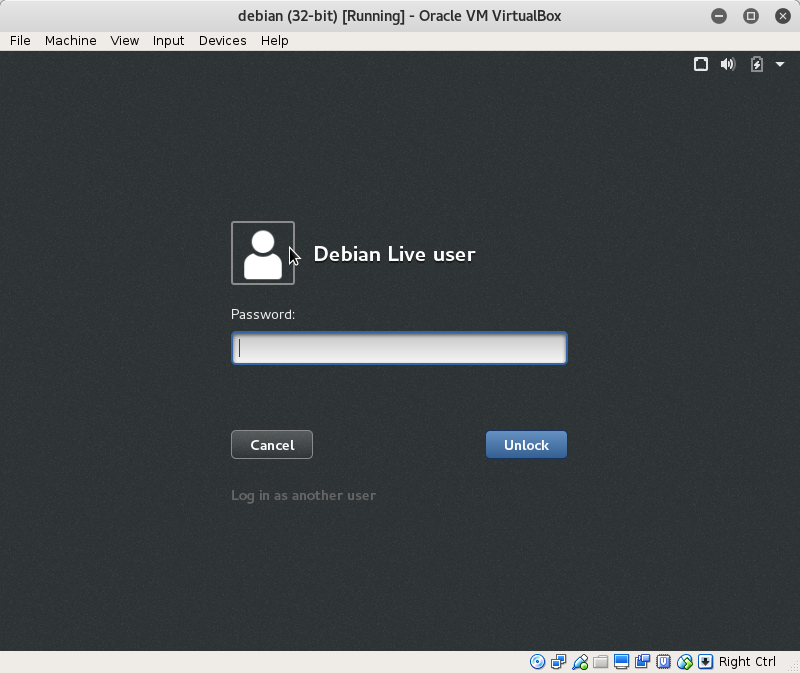 debian (32-bit) [Running] - Oracle VM VirtualBox
File Machine View Input Devices Help
Debian Live user
Password:
Cancel Unlock
Log in as another user
Right Ctrl